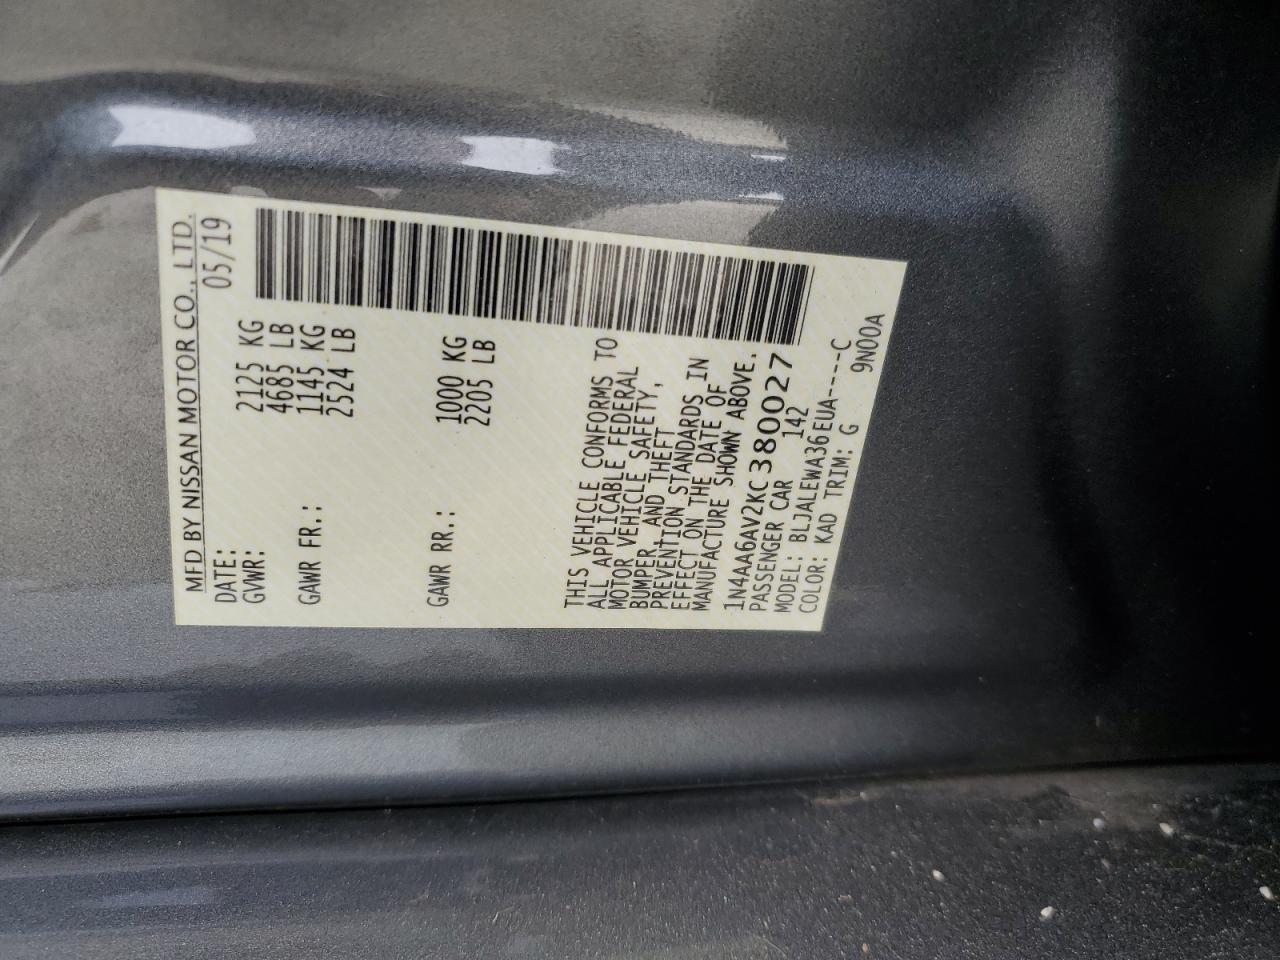 MFD BY NISSAN MOTOR CO., LTD.
DATE: 05/19
GVWR: 2125 KG
4685 LB
GAWR FR.: 1145 KG
2524 LB
GAWR RR.: 1000 KG
2205 LB
THIS VEHICLE CONFORMS TO
ALL APPLICABLE FEDERAL
MOTOR VEHICLE SAFETY,
BUMPER, AND THEFT
PREVENTION STANDARDS IN
EFFECT ON THE DATE OF
MANUFACTURE SHOWN ABOVE.
1N4AA6AV2KC380027
PASSENGER CAR 142
MODEL: BLJALEWA36EUA----C
COLOR: KAD TRIM: G 9N00A